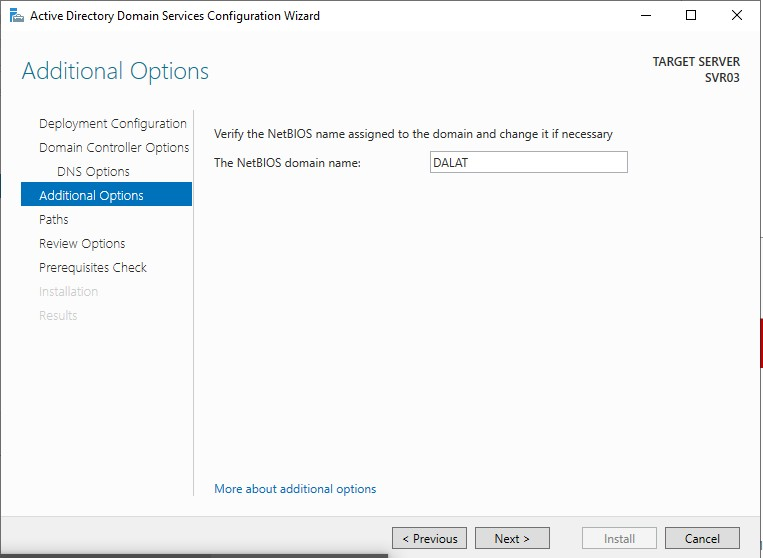 Active Directory Domain Services Configuration Wizard
Additional Options
TARGET SERVER
SVR03
Deployment Configuration
Domain Controller Options
DNS Options
Additional Options
Paths
Review Options
Prerequisites Check
Installation
Results
Verify the NetBIOS name assigned to the domain and change it if necessary
The NetBIOS domain name: DALAT
More about additional options
< Previous Next > Install Cancel